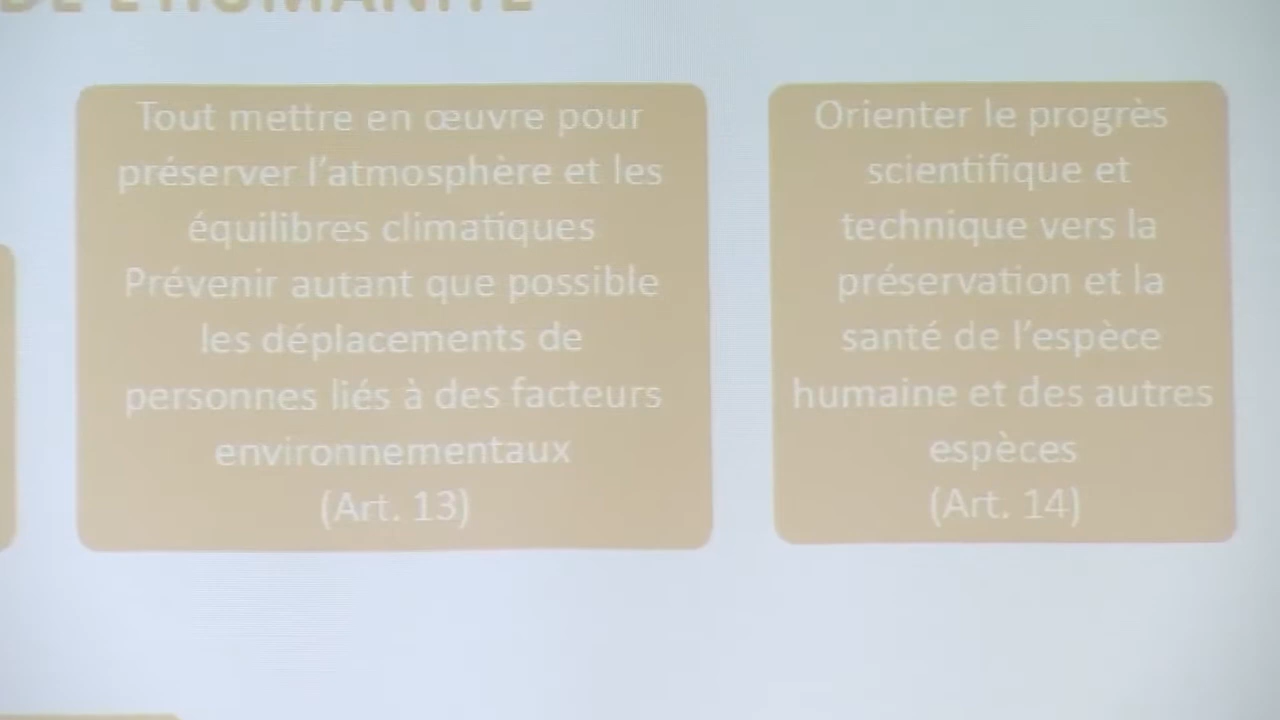 DE L'HUMANITÉ
Tout mettre en œuvre pour
préserver l'atmosphère et les
équilibres climatiques
Prévenir autant que possible
les déplacements de
personnes liés à des facteurs
environnementaux
(Art. 13)
Orienter le progrès
scientifique et
technique vers la
préservation et la
santé de l'espèce
humaine et des autres
espèces
(Art. 14)